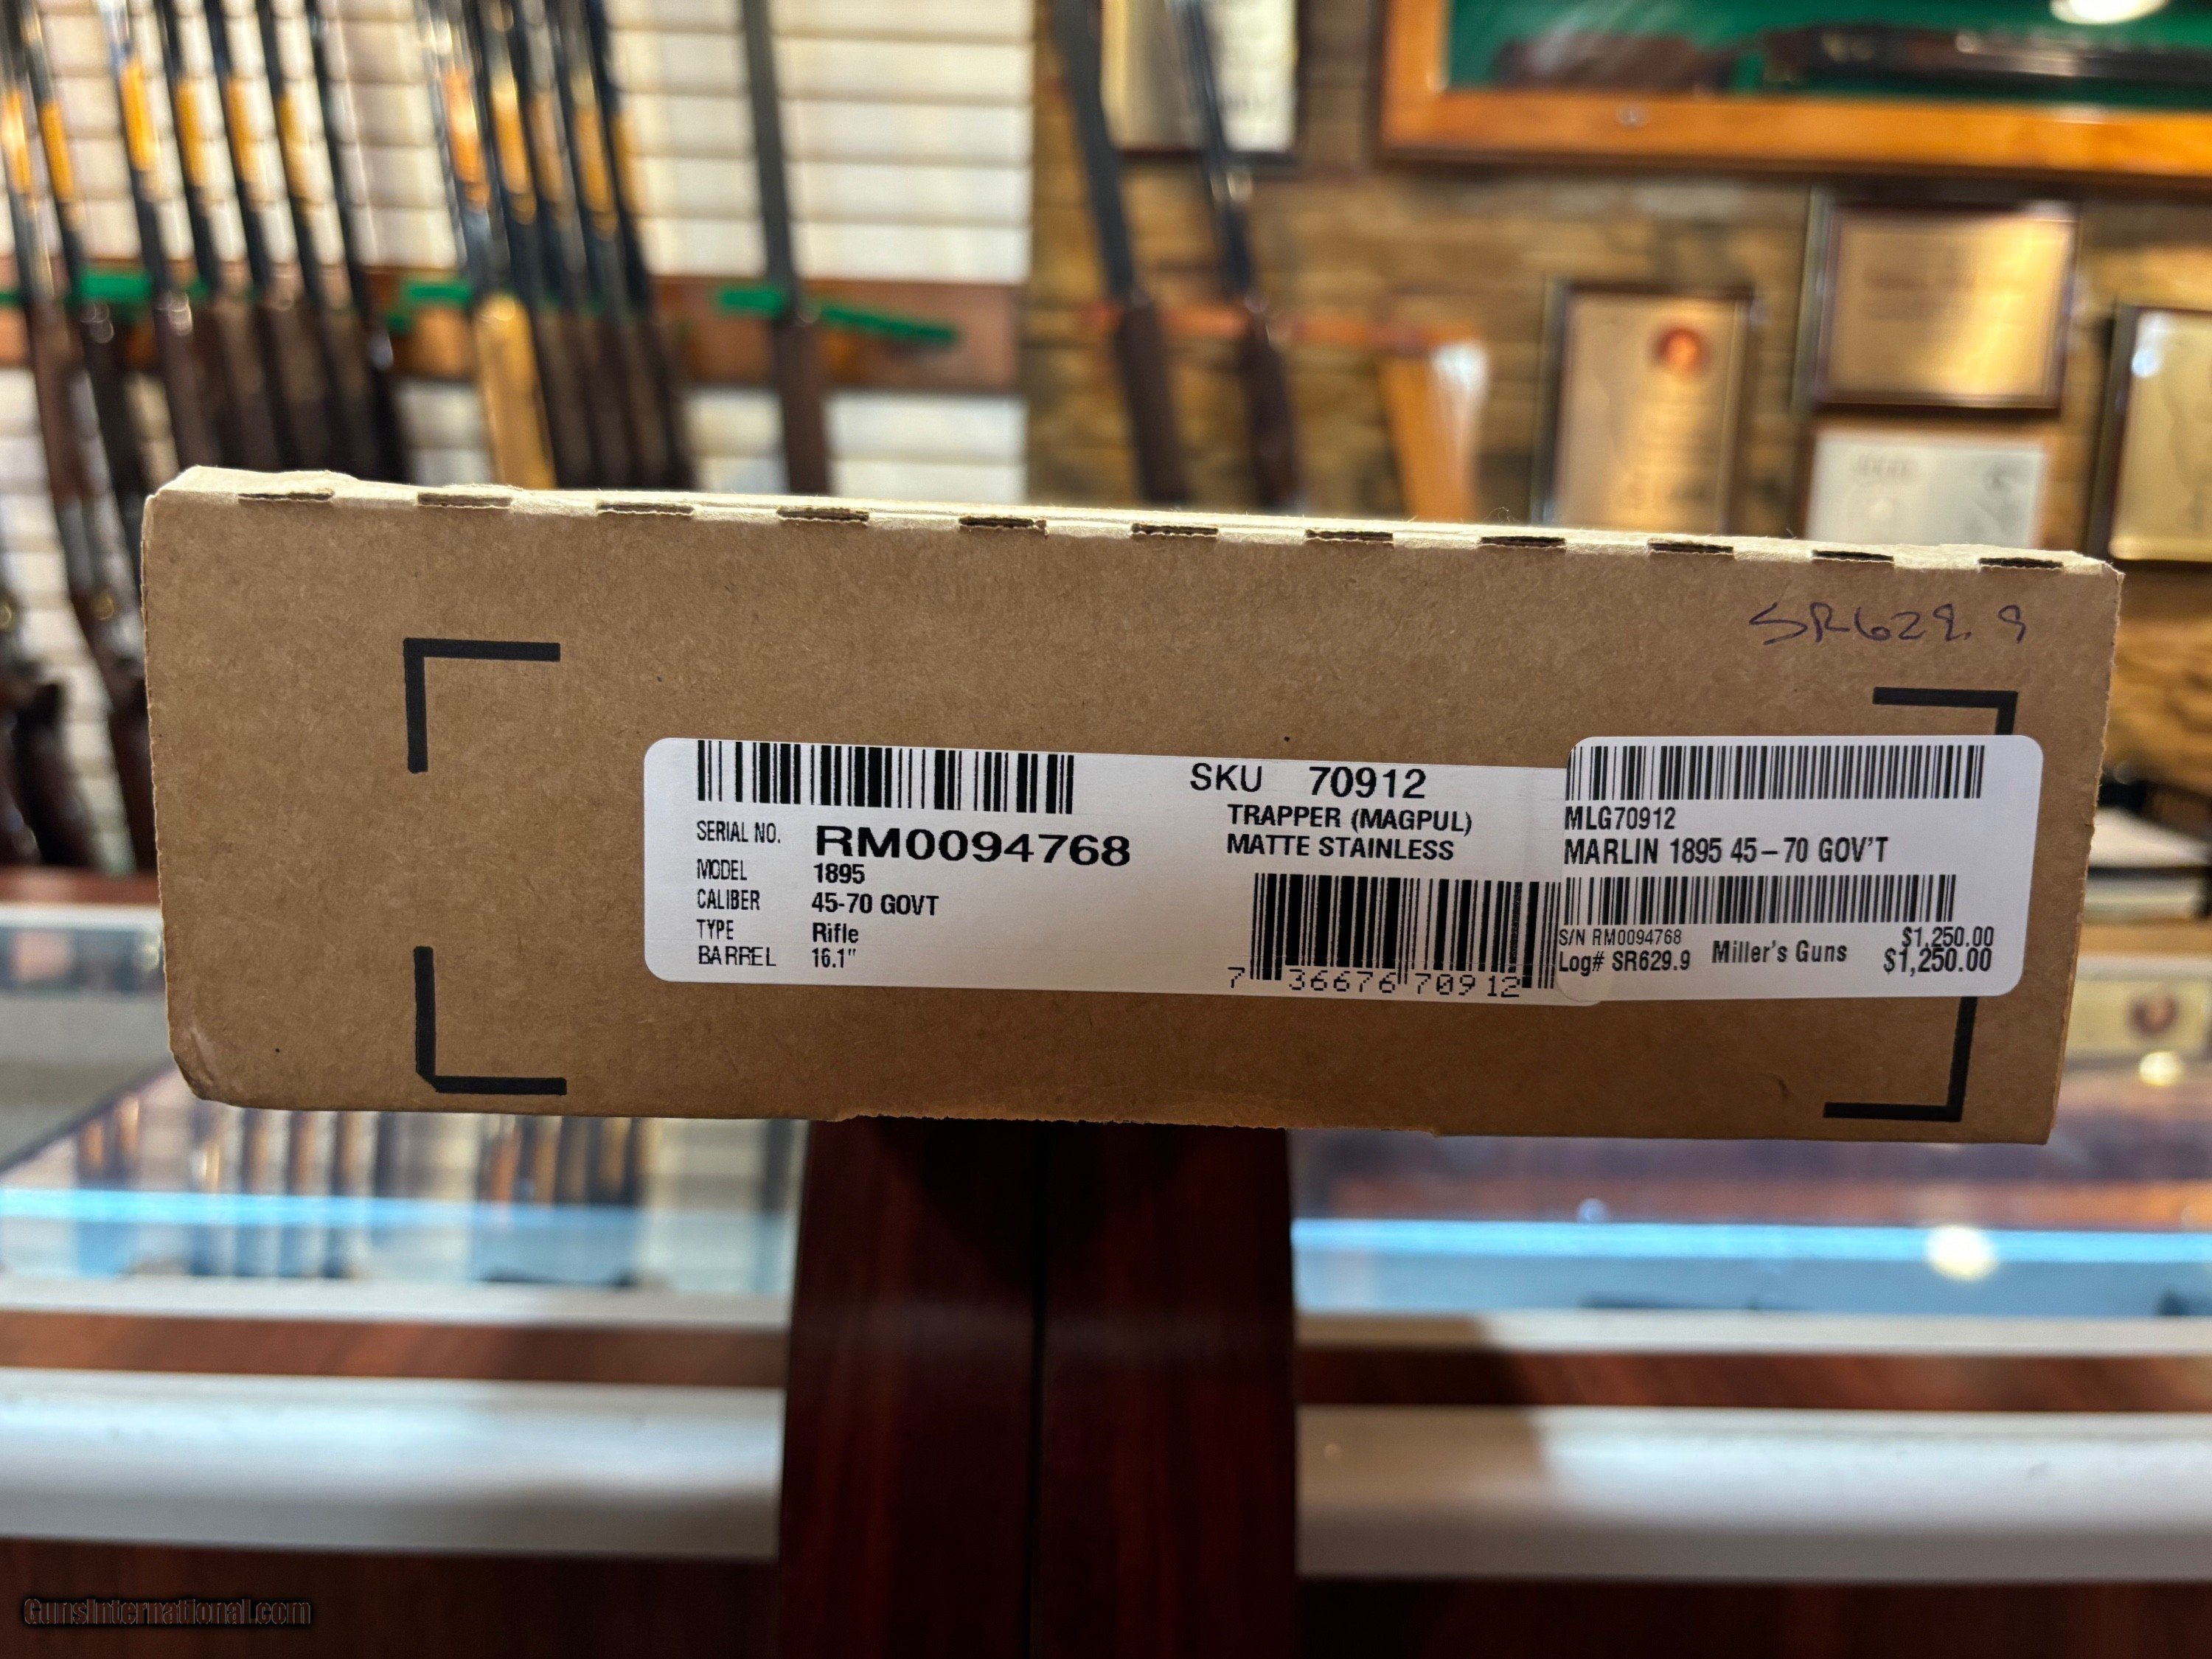 SR629.9
SERIAL NO. RM0094768
MODEL 1895
CALIBER 45-70 GOVT
TYPE Rifle
BARREL 16.1"
SKU 70912
TRAPPER (MAGPUL)
MATTE STAINLESS
7 36676 70912
MLG70912
MARLIN 1895 45-70 GOV'T
S/N RM0094768 $1,250.00
Log# SR629.9 Miller's Guns $1,250.00
GunsInternational.com